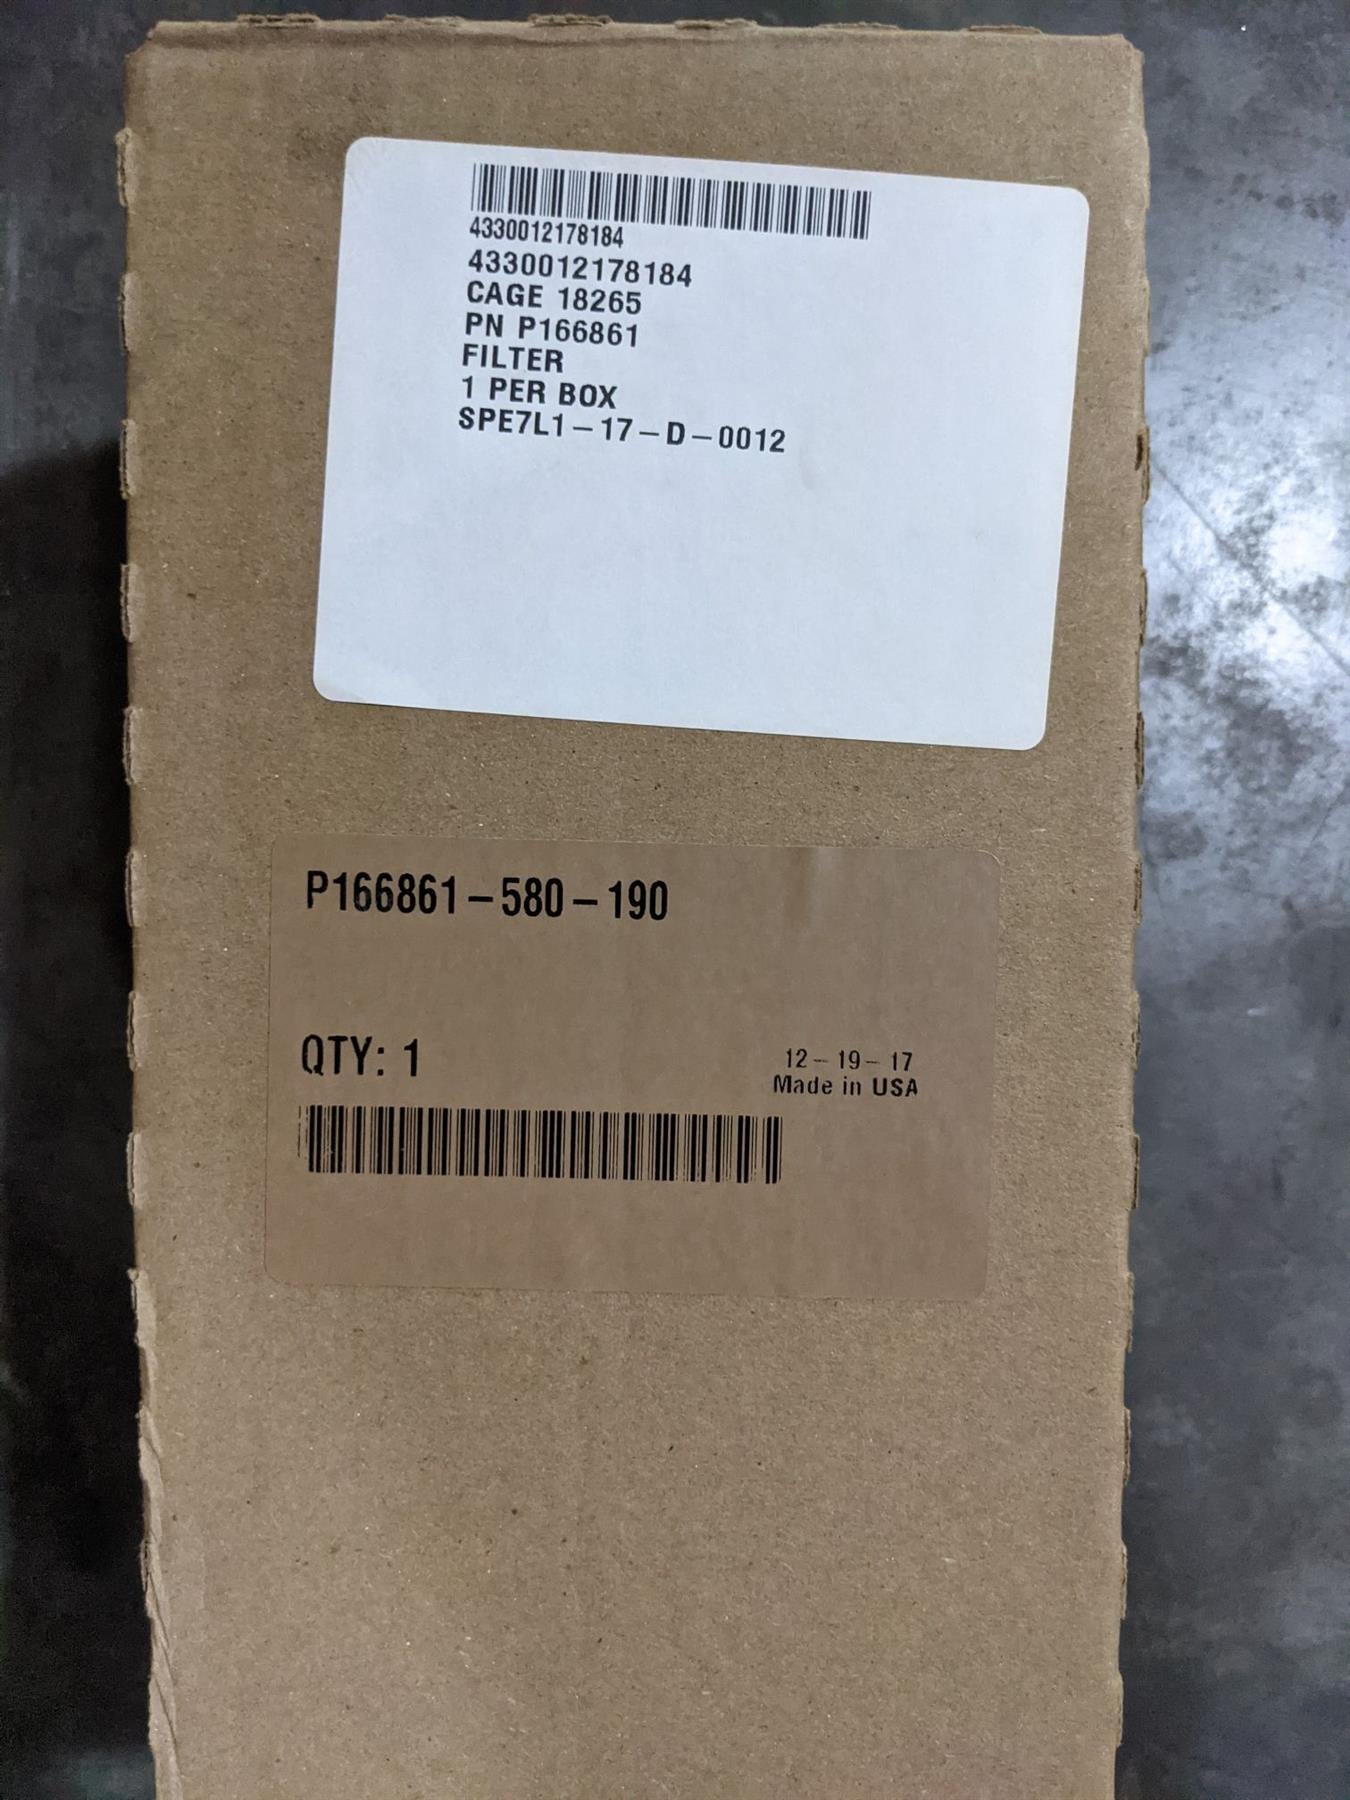 4330012178184
4330012178184
CAGE 18265
PN P166861
FILTER
1 PER BOX
SPE7L1-17-D-0012
P166861-580-190
QTY: 1
12-19-17
Made in USA